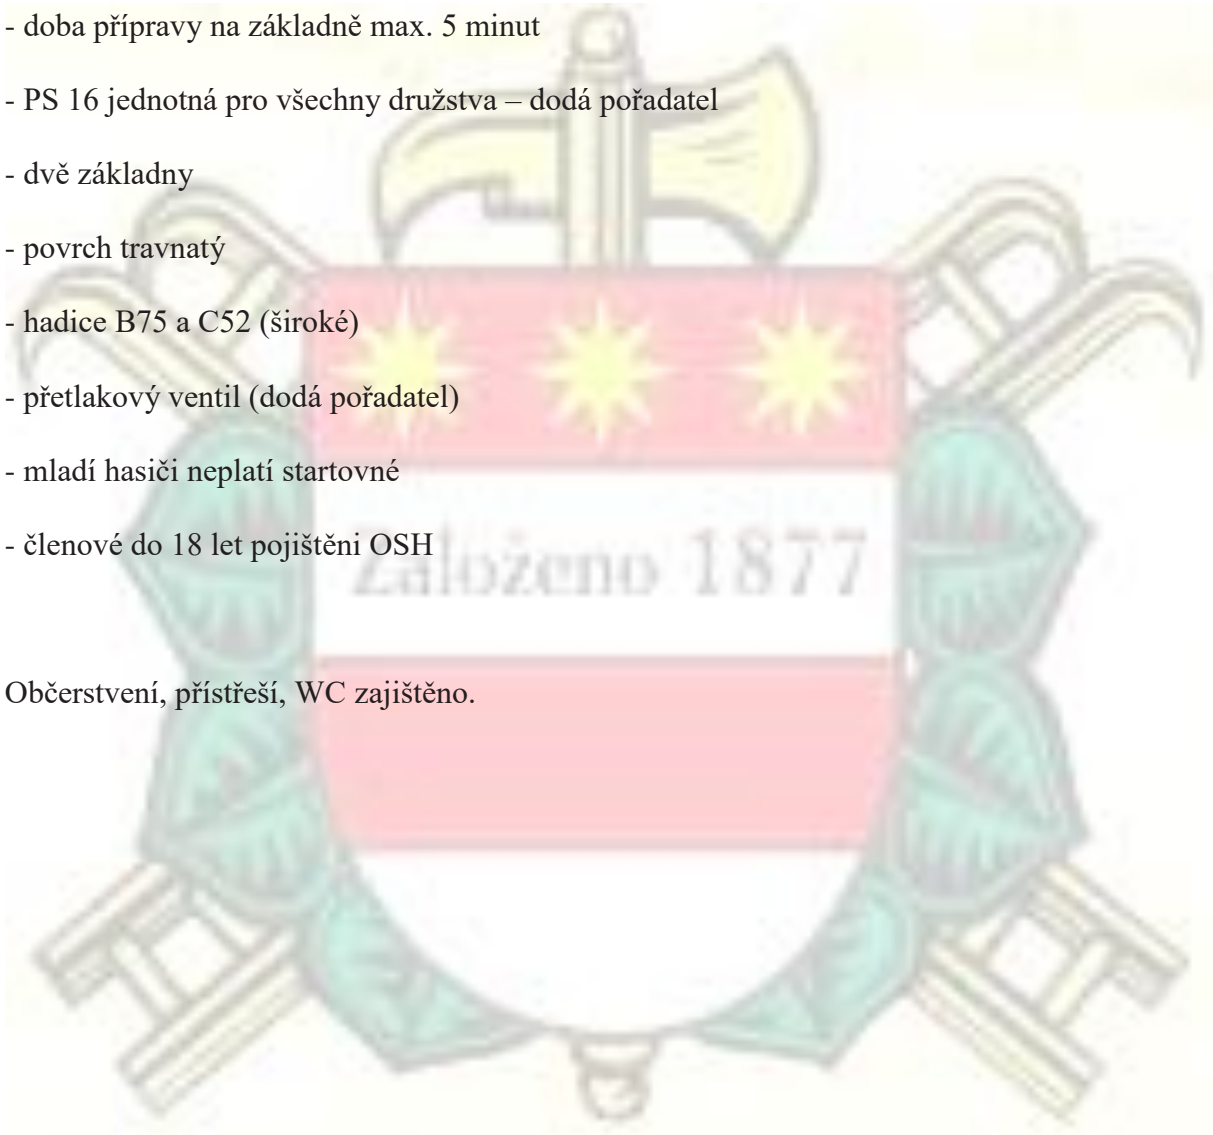 - doba přípravy na základně max. 5 minut
- PS 16 jednotná pro všechny družstva – dodá pořadatel
- dvě základny
- povrch travnatý
- hadice B75 a C52 (široké)
- přetlakový ventil (dodá pořadatel)
- mladí hasiči neplatí startovné
- členové do 18 let pojištěni OSH
Založeno 1877
Občerstvení, přístřeší, WC zajištěno.